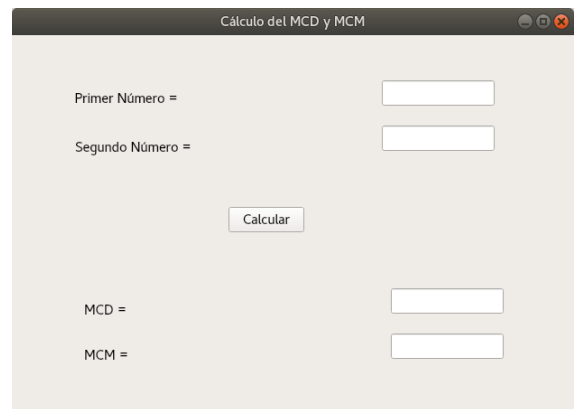 Cálculo del MCD y MCM
Primer Número =
Segundo Número =
Calcular
MCD =
MCM =